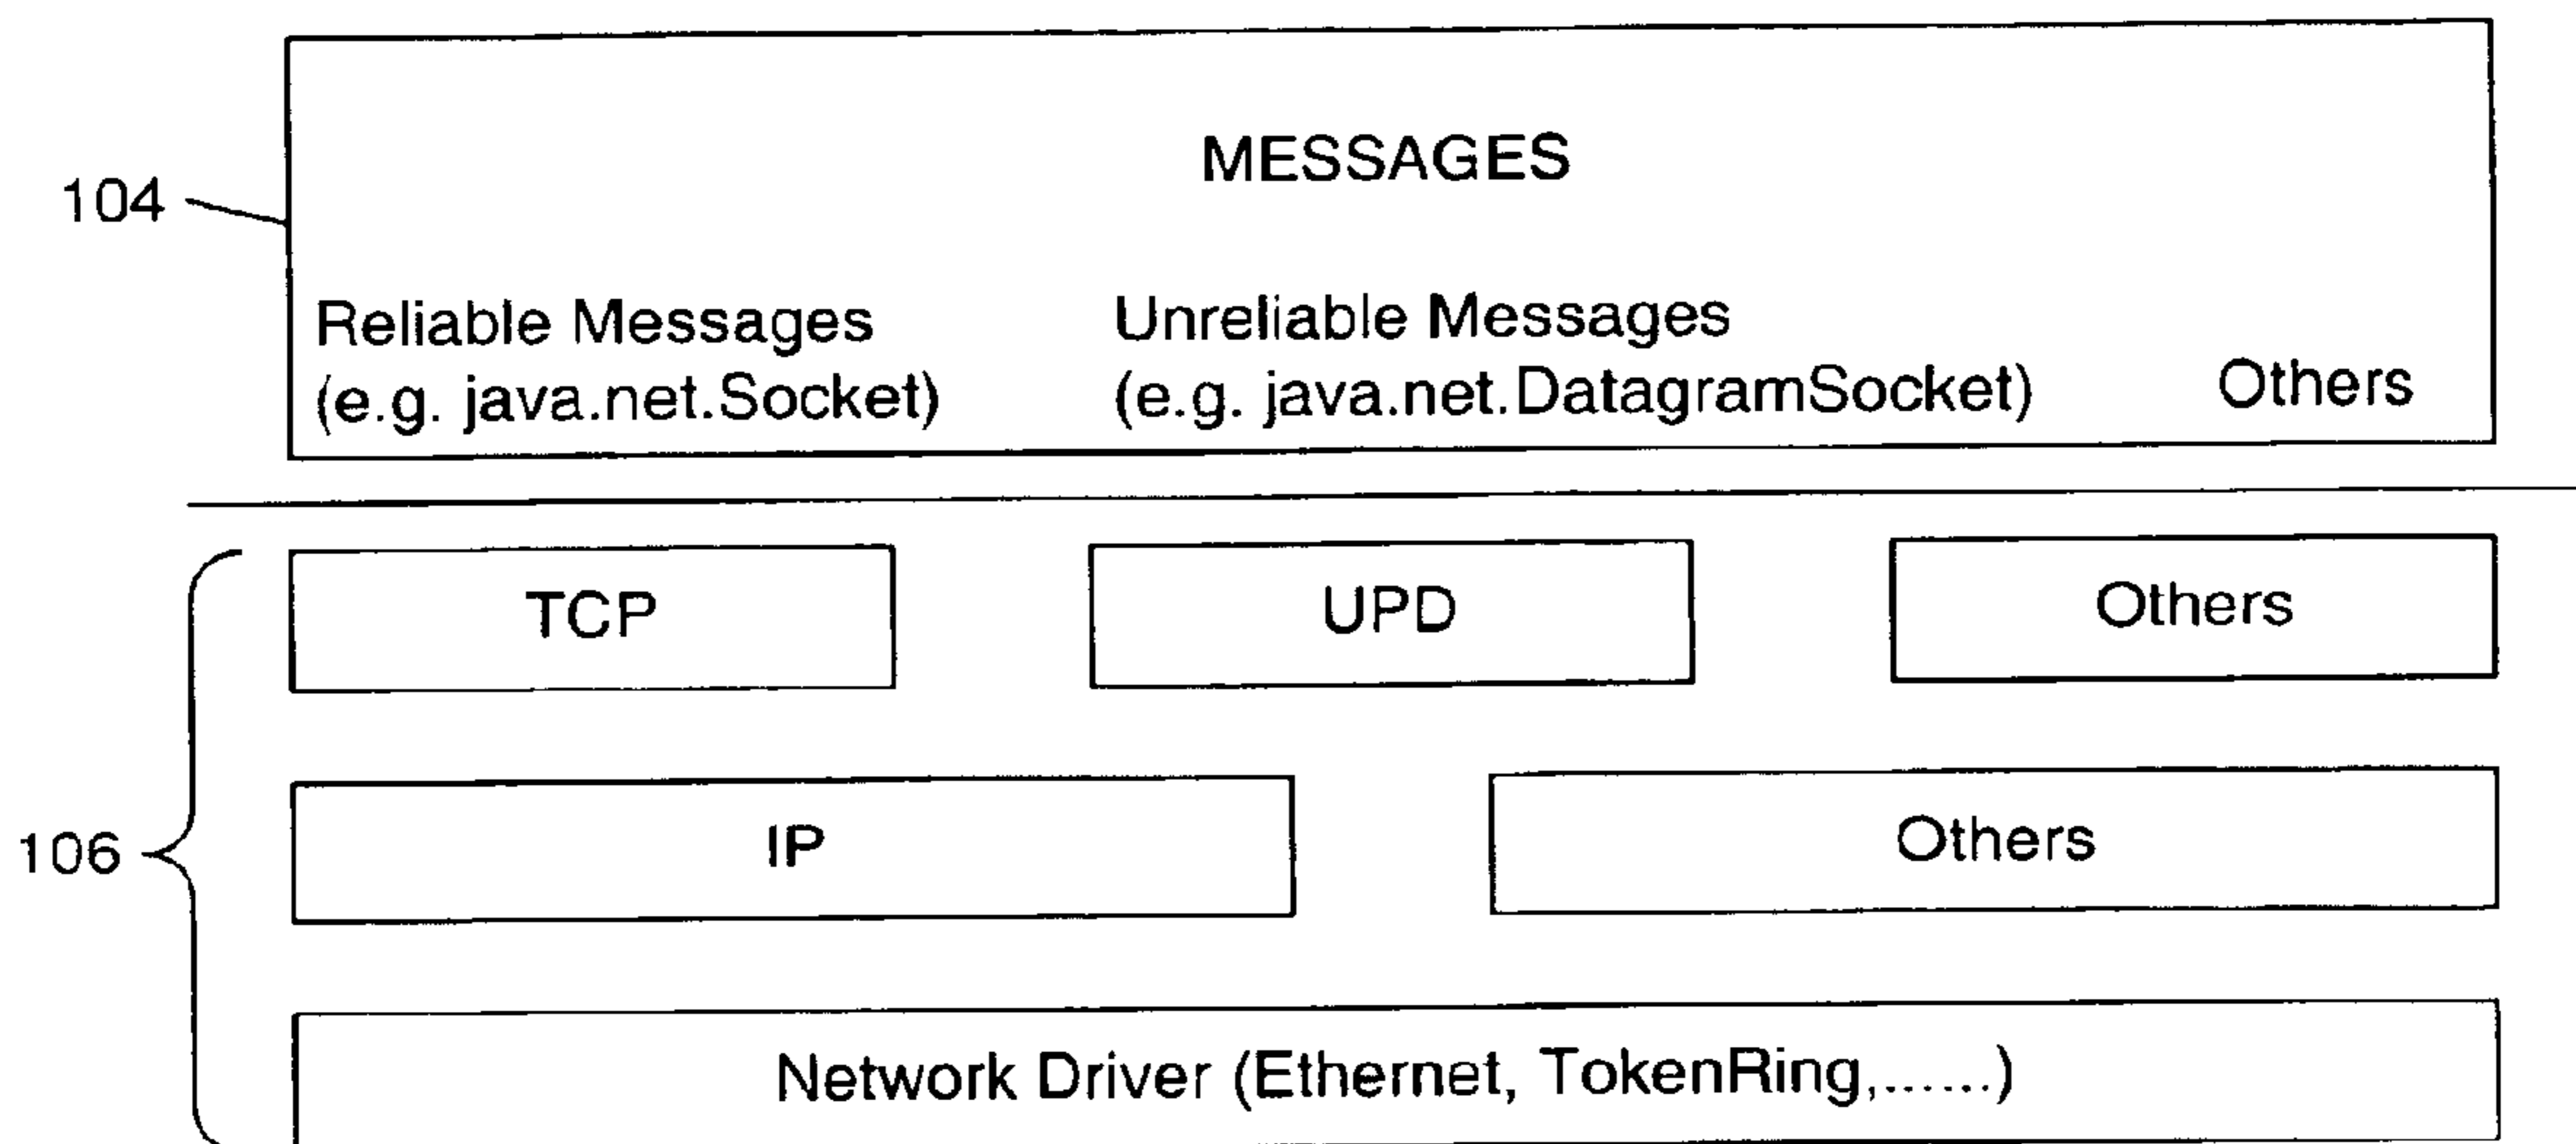 MESSAGES
104
Reliable Messages
(e.g. java.net.Socket)
Unreliable Messages
(e.g. java.net.DatagramSocket)
Others
TCP
UPD
Others
106
IP
Others
Network Driver (Ethernet, TokenRing,......)